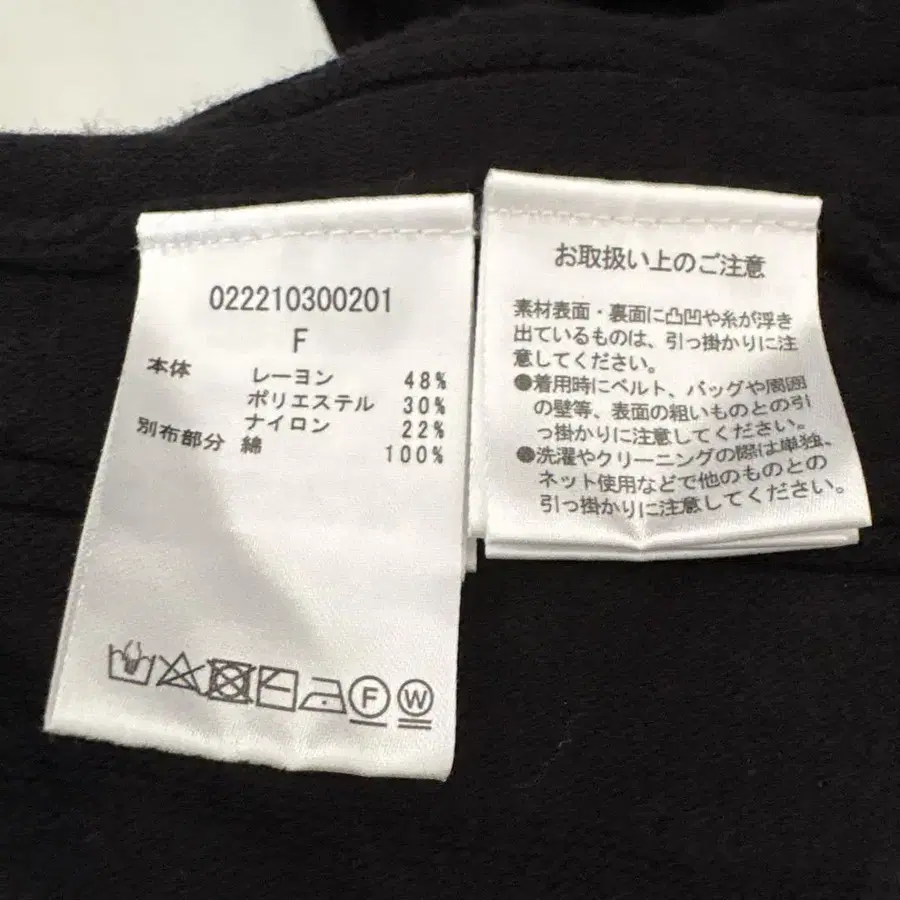 022210300201
F
本体 レーヨン 48%
ポリエステル 30%
ナイロン 22%
別布部分 綿 100%
F W
お取扱い上のご注意
素材表面・裏面に凸凹や糸が浮き
出ているものは、引っ掛かりに注
意してください。
●着用時にベルト、バッグや周囲
の壁等、表面の粗いものとの引
っ掛かりに注意してください。
●洗濯やクリーニングの際は単独、
ネット使用などで他のものとの
引っ掛かりに注意してください。